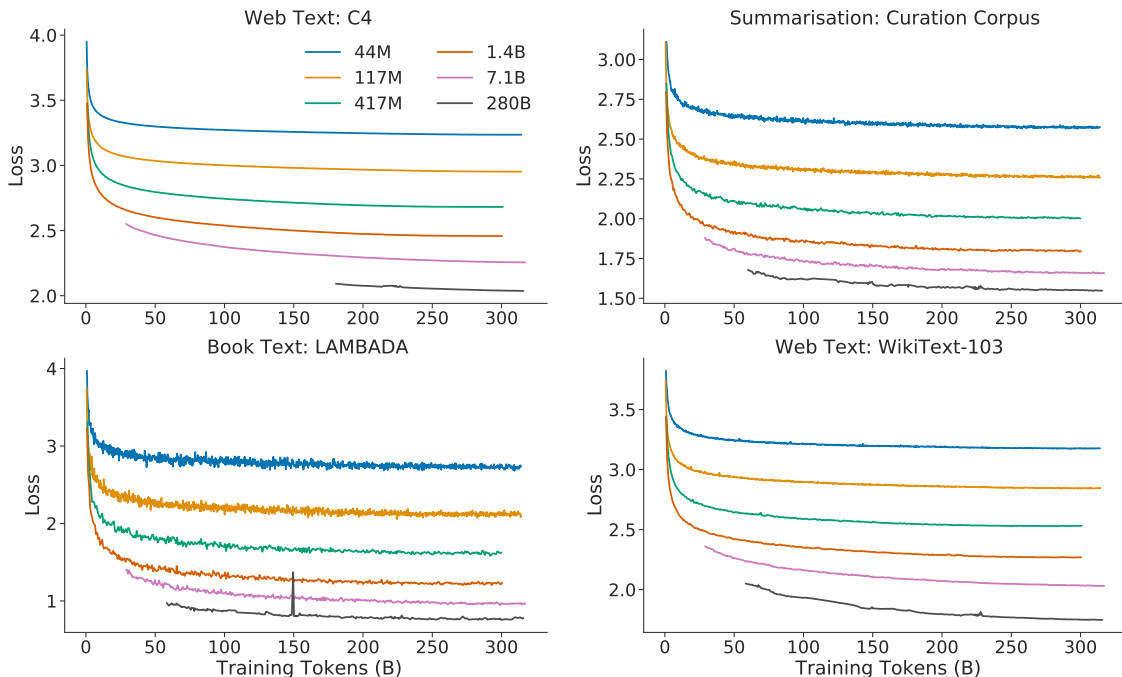 Web Text: C4
Loss
4.0
3.5
3.0
2.5
2.0
44M
117M
417M
1.4B
7.1B
280B
0 50 100 150 200 250 300
Summarisation: Curation Corpus
Loss
3.00
2.75
2.50
2.25
2.00
1.75
1.50
0 50 100 150 200 250 300
Book Text: LAMBADA
Loss
4
3
2
1
0 50 100 150 200 250 300
Training Tokens (B)
Web Text: WikiText-103
Loss
3.5
3.0
2.5
2.0
0 50 100 150 200 250 300
Training Tokens (B)